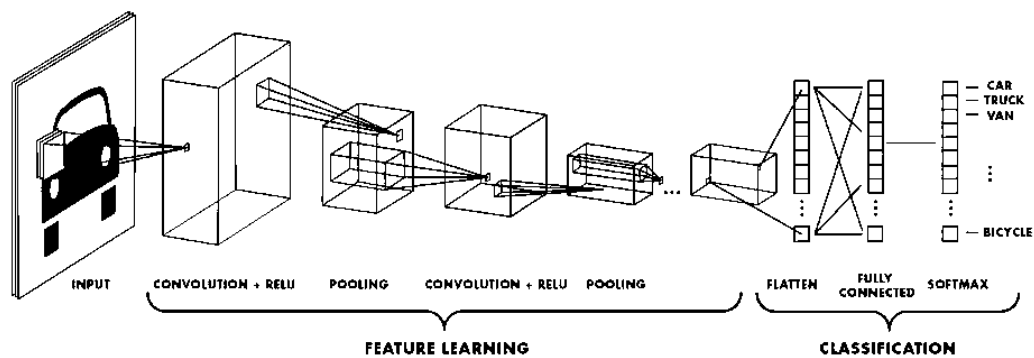 CAR
TRUCK
VAN
BICYCLE
INPUT
CONVOLUTION + RELU
POOLING
CONVOLUTION + RELU
POOLING
FLATTEN
FULLY
CONNECTED
SOFTMAX
FEATURE LEARNING
CLASSIFICATION